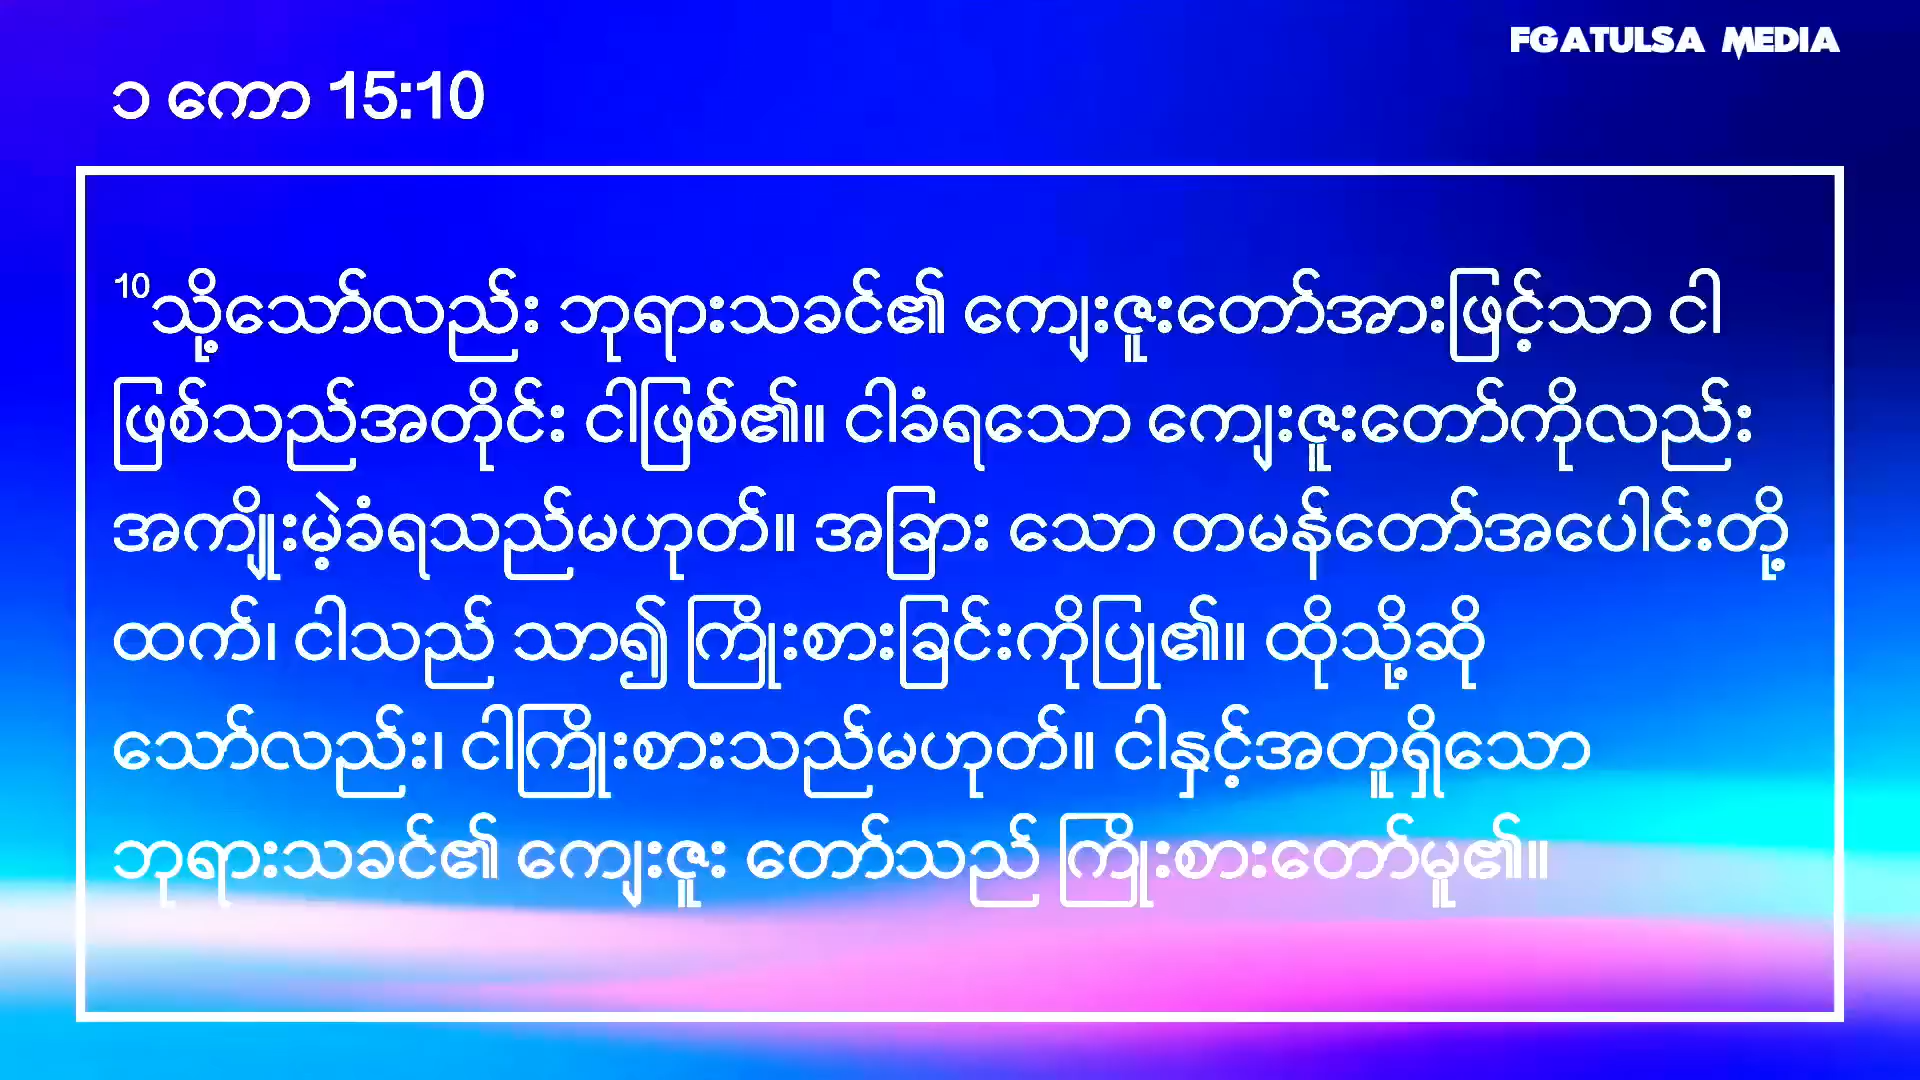 FGATULSA MEDIA
၁ ကော 15:10
10သို့သော်လည်း ဘုရားသခင်၏ ကျေးဇူးတော်အားဖြင့်သာ ငါ
ဖြစ်သည်အတိုင်း ငါဖြစ်၏။ ငါခံရသော ကျေးဇူးတော်ကိုလည်း
အကျိုးမဲ့ခံရသည်မဟုတ်။ အခြား သော တမန်တော်အပေါင်းတို့
ထက်၊ ငါသည် သာ၍ ကြိုးစားခြင်းကိုပြု၏။ ထိုသို့ဆို
သော်လည်း၊ ငါကြိုးစားသည်မဟုတ်။ ငါနှင့်အတူရှိသော
ဘုရားသခင်၏ ကျေးဇူး တော်သည် ကြိုးစားတော်မူ၏။